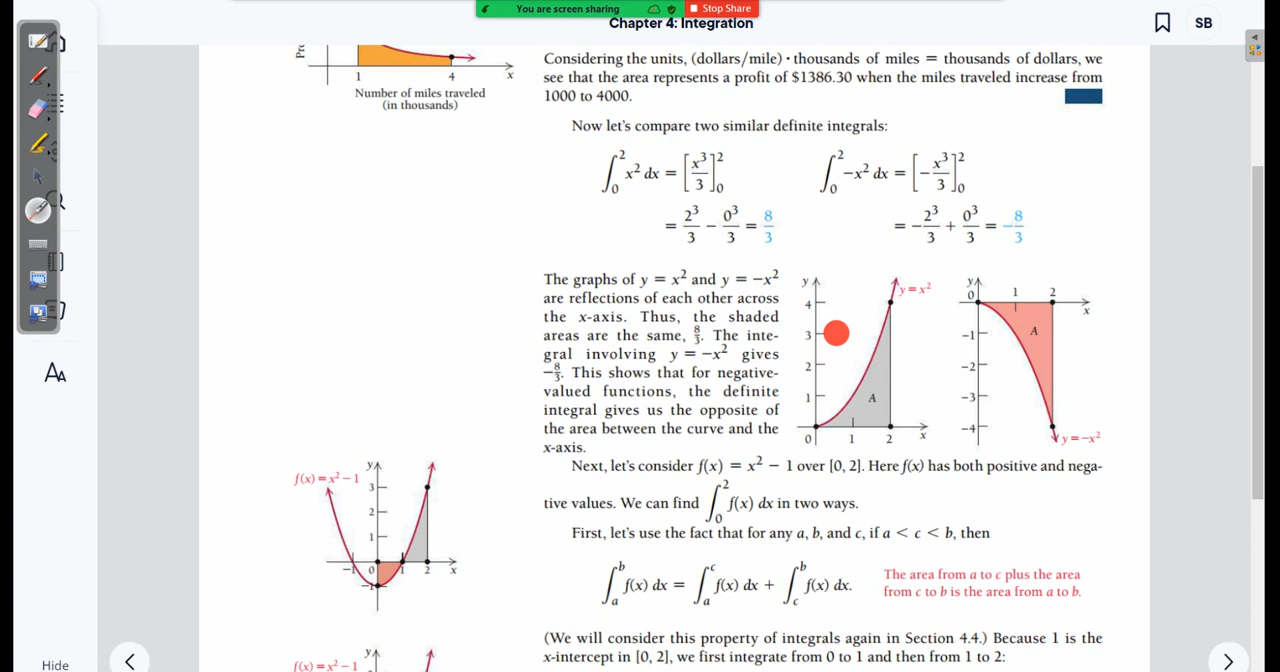 You are screen sharing
Stop Share
Chapter 4: Integration
SB
1 4 x
Number of miles traveled
(in thousands)
Considering the units, (dollars/mile) · thousands of miles = thousands of dollars, we
see that the area represents a profit of $1386.30 when the miles traveled increase from
1000 to 4000.
Now let's compare two similar definite integrals:
∫₀² x² dx = [x³/3]₀²
= 2³/3 − 0³/3 = 8/3
∫₀² −x² dx = [−x³/3]₀²
= −2³/3 + 0³/3 = −8/3
The graphs of y = x² and y = −x²
are reflections of each other across
the x-axis. Thus, the shaded
areas are the same, 8/3. The inte-
gral involving y = −x² gives
−8/3. This shows that for negative-
valued functions, the definite
integral gives us the opposite of
the area between the curve and the
x-axis.
y
y = x²
4
3
2
1
A
0 1 2 x
y
0 1 2
x
−1
A
−2
−3
−4
y = −x²
Next, let's consider f(x) = x² − 1 over [0, 2]. Here f(x) has both positive and nega-
tive values. We can find ∫₀² f(x) dx in two ways.
First, let's use the fact that for any a, b, and c, if a < c < b, then
∫ₐᵇ f(x) dx = ∫ₐᶜ f(x) dx + ∫꜀ᵇ f(x) dx.
The area from a to c plus the area
from c to b is the area from a to b.
(We will consider this property of integrals again in Section 4.4.) Because 1 is the
x-intercept in [0, 2], we first integrate from 0 to 1 and then from 1 to 2:
y
f(x) = x² − 1
3
2
1
−1 0 1 2 x
−1
y
f(x) = x² − 1
AA
Hide